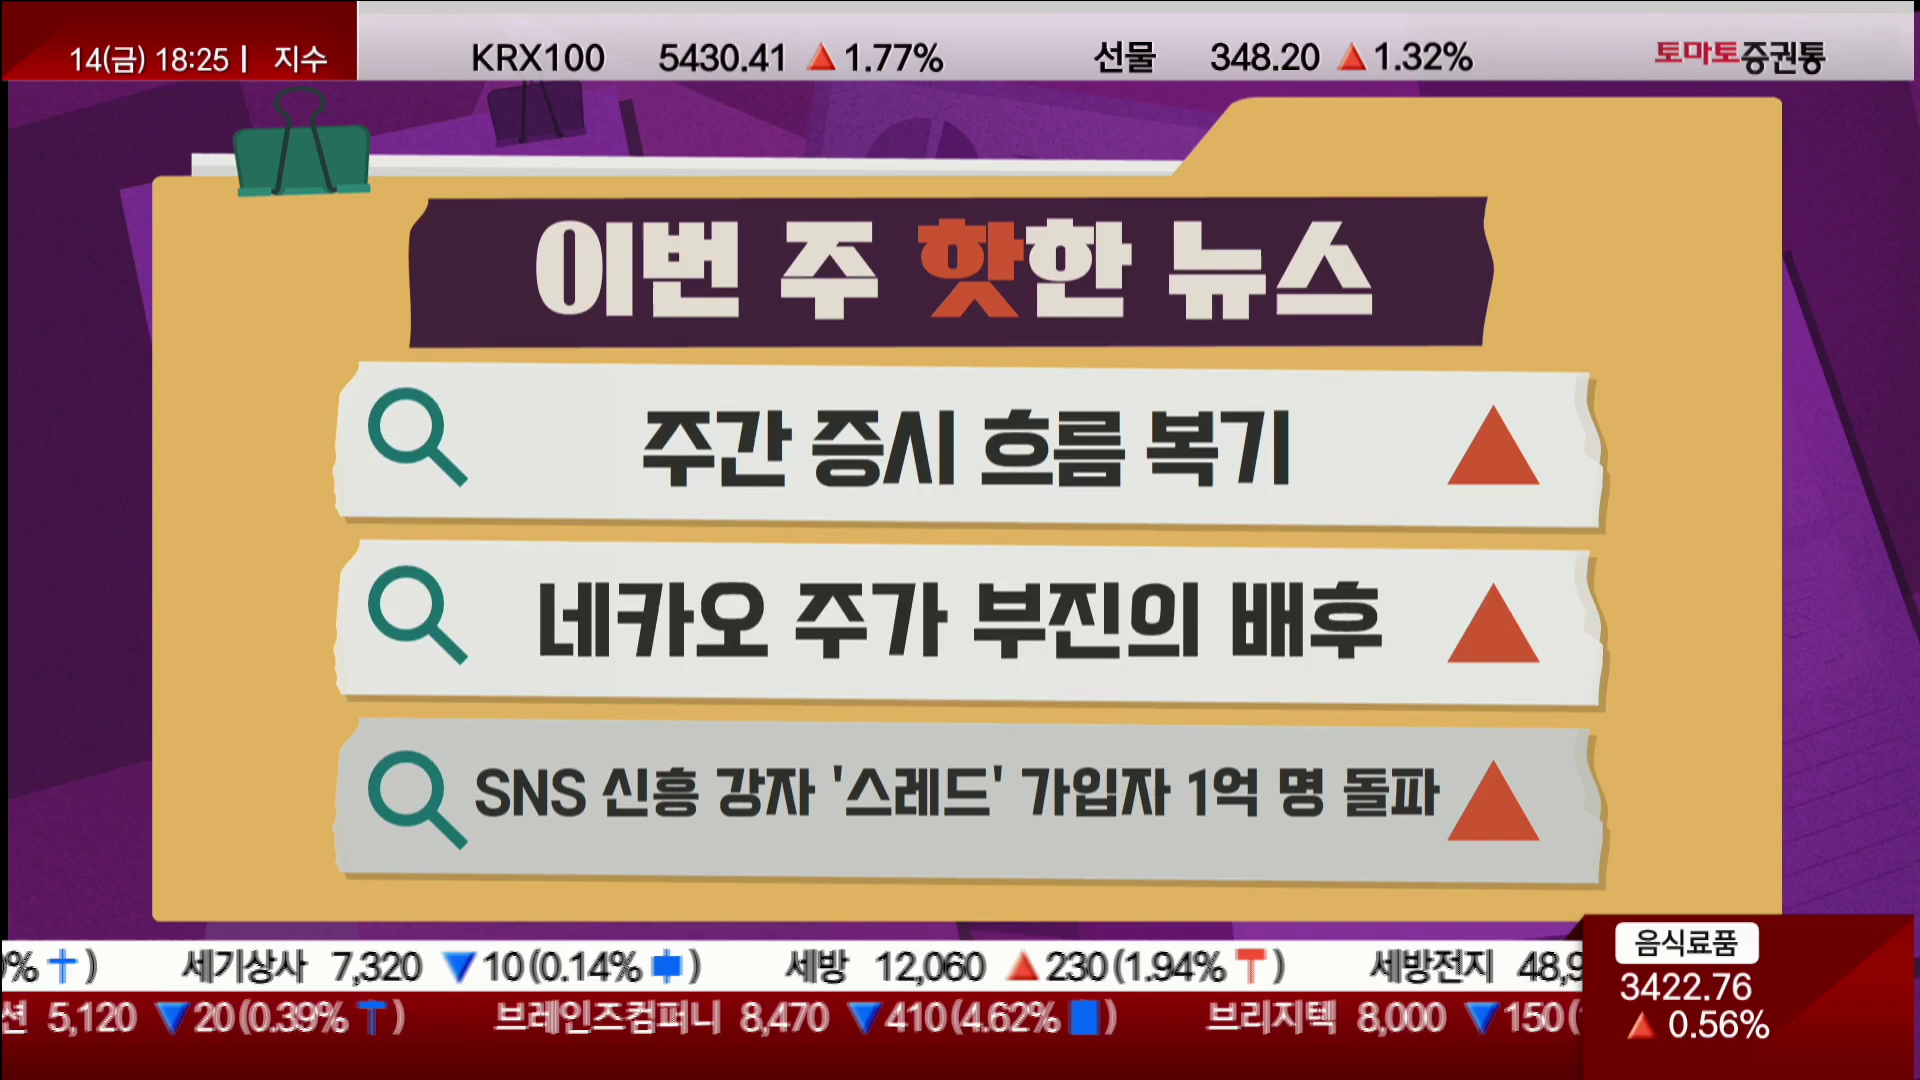 14(금) 18:25 | 지수 KRX100 5430.41 ▲1.77% 선물 348.20 ▲1.32% 토마토증권통
이번 주 핫한 뉴스
주간 증시 흐름 복기 ▲
네카오 주가 부진의 배후 ▲
SNS 신흥 강자 '스레드' 가입자 1억 명 돌파 ▲
% ) 세기상사 7,320 ▼10(0.14% ) 세방 12,060 ▲230(1.94% ) 세방전지 48,9
션 5,120 ▼20(0.39% ) 브레인즈컴퍼니 8,470 ▼410(4.62% ) 브리지텍 8,000 ▼150(
음식료품
3422.76
▲ 0.56%